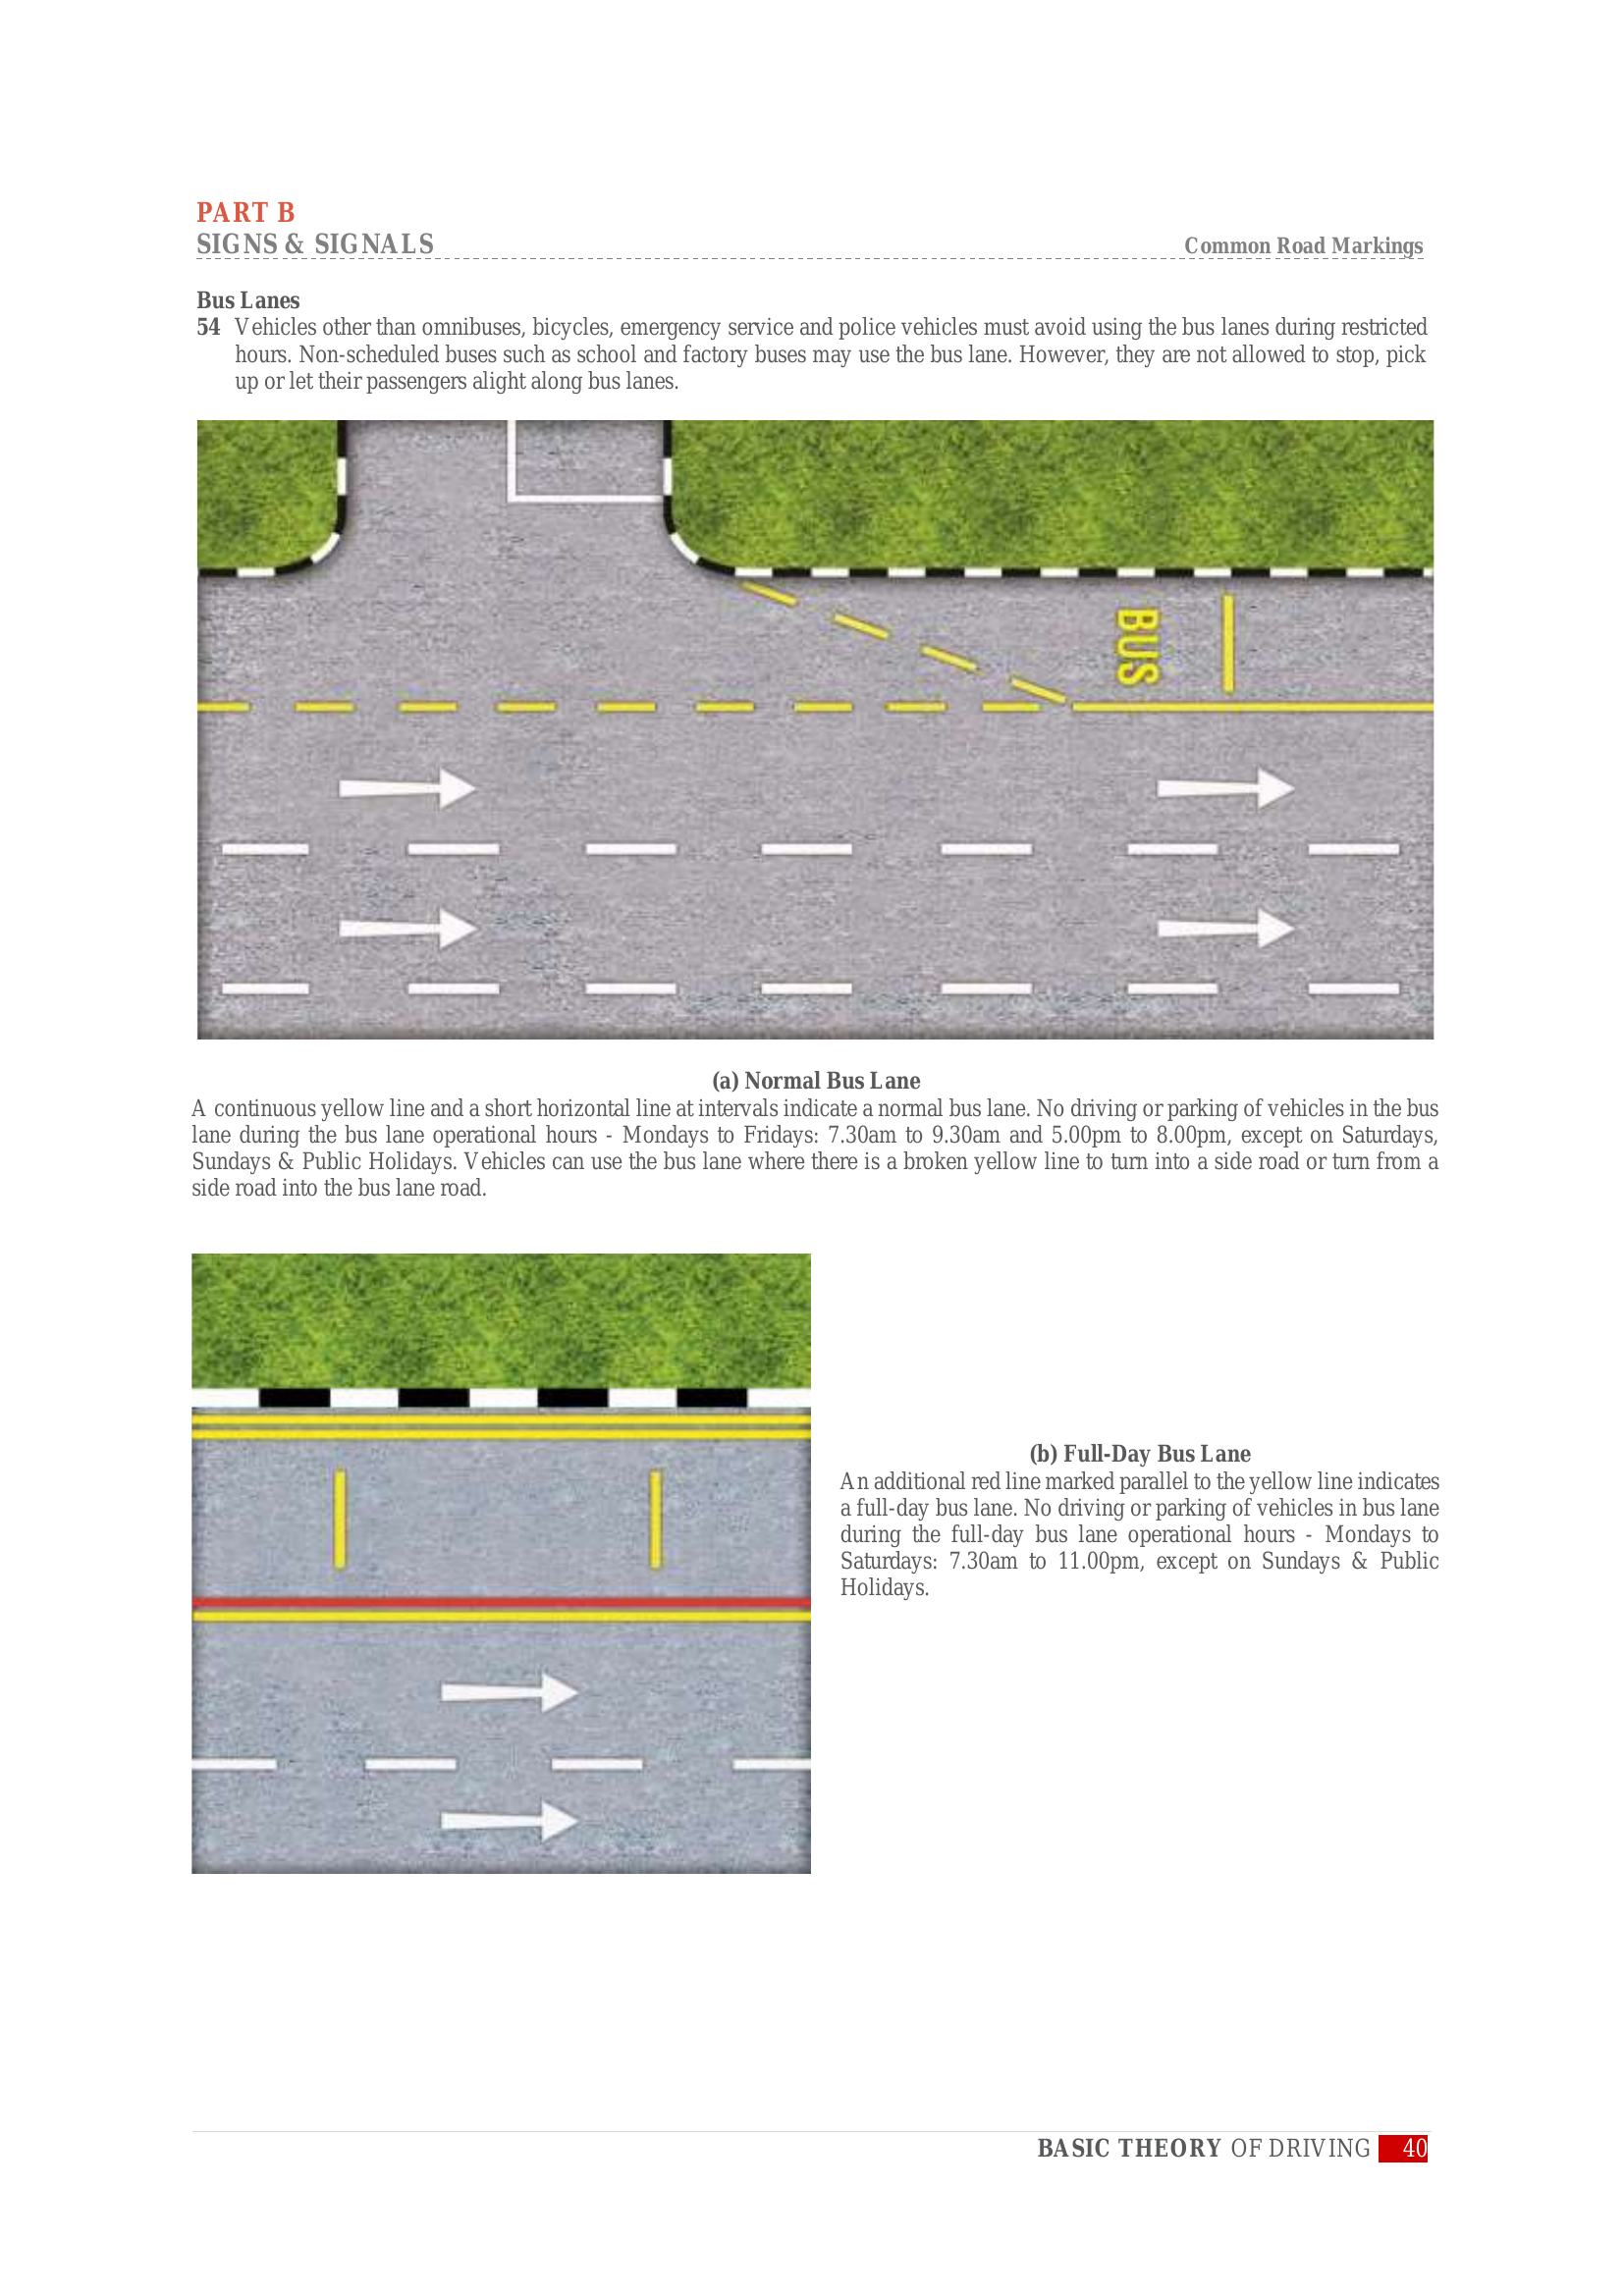 PART B
SIGNS & SIGNALS
Common Road Markings
Bus Lanes
54 Vehicles other than omnibuses, bicycles, emergency service and police vehicles must avoid using the bus lanes during restricted
hours. Non-scheduled buses such as school and factory buses may use the bus lane. However, they are not allowed to stop, pick
up or let their passengers alight along bus lanes.
BUS
(a) Normal Bus Lane
A continuous yellow line and a short horizontal line at intervals indicate a normal bus lane. No driving or parking of vehicles in the bus
lane during the bus lane operational hours - Mondays to Fridays: 7.30am to 9.30am and 5.00pm to 8.00pm, except on Saturdays,
Sundays & Public Holidays. Vehicles can use the bus lane where there is a broken yellow line to turn into a side road or turn from a
side road into the bus lane road.
(b) Full-Day Bus Lane
An additional red line marked parallel to the yellow line indicates
a full-day bus lane. No driving or parking of vehicles in bus lane
during the full-day bus lane operational hours - Mondays to
Saturdays: 7.30am to 11.00pm, except on Sundays & Public
Holidays.
BASIC THEORY OF DRIVING 40